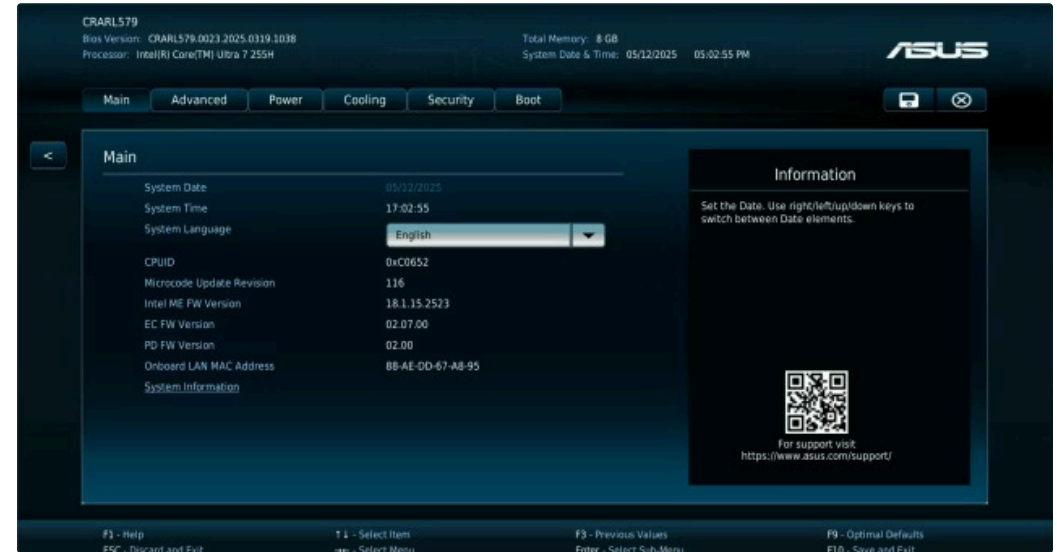 CRARL579
Bios Version: CRARL579.0023.2025.0319.1038
Processor: Intel(R) Core(TM) Ultra 7 255H
Total Memory: 8 GB
System Date & Time: 05/12/2025 05:02:55 PM
ASUS
Main Advanced Power Cooling Security Boot
<
Main
System Date 05/12/2025
System Time 17:02:55
System Language English
CPUID 0xC0652
Microcode Update Revision 116
Intel ME FW Version 18.1.15.2523
EC FW Version 02.07.00
PD FW Version 02.00
Onboard LAN MAC Address 88-AE-DD-67-A8-95
System Information
Information
Set the Date. Use right/left/up/down keys to
switch between Date elements.
For support visit
https://www.asus.com/support/
F1 - Help ↑↓ - Select Item F3 - Previous Values F9 - Optimal Defaults
ESC - Discard and Exit - Select Menu Enter - Select Sub-Menu F10 - Save and Exit